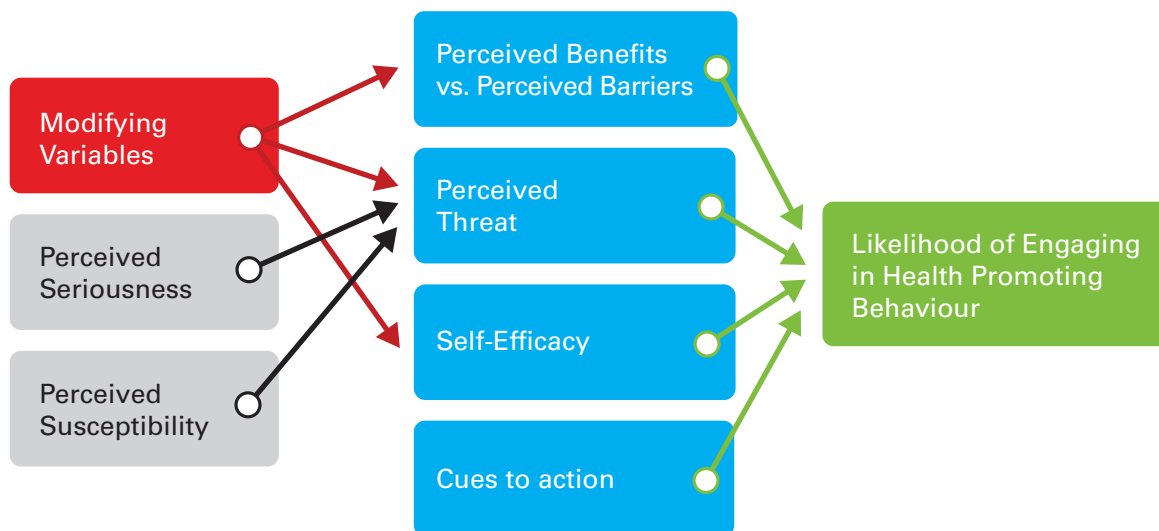 Modifying
Variables
Perceived
Seriousness
Perceived
Susceptibility
Perceived Benefits
vs. Perceived Barriers
Perceived
Threat
Self-Efficacy
Cues to action
Likelihood of Engaging
in Health Promoting
Behaviour